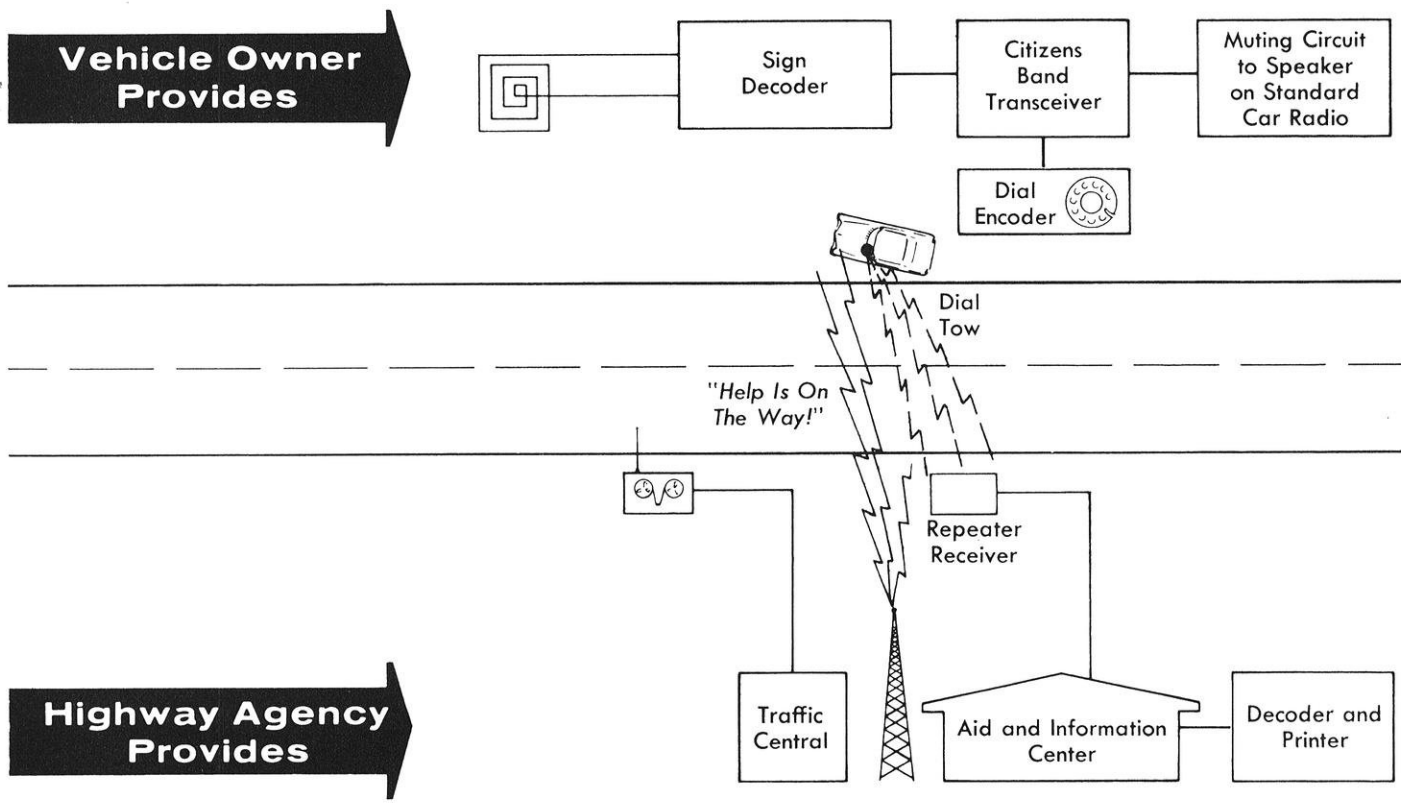 Vehicle Owner
Provides
Sign
Decoder
Citizens
Band
Transceiver
Muting Circuit
to Speaker
on Standard
Car Radio
Dial
Encoder
Dial
Tow
"Help Is On
The Way!"
Repeater
Receiver
Highway Agency
Provides
Traffic
Central
Aid and Information
Center
Decoder and
Printer